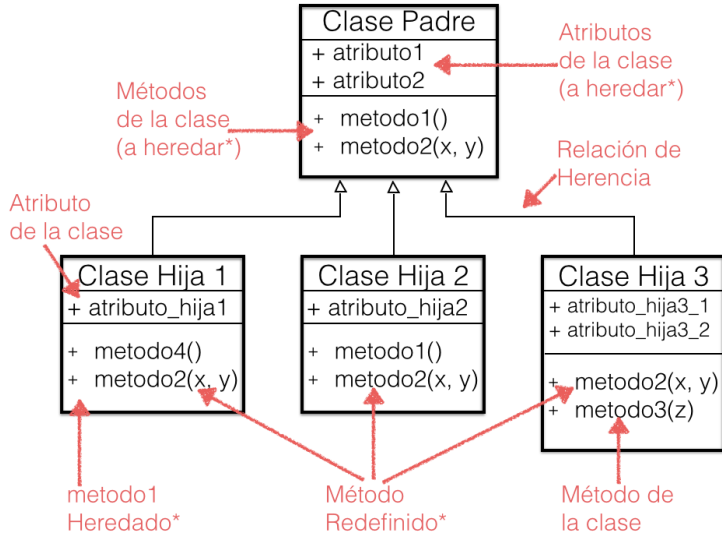 Clase Padre
+ atributo1
+ atributo2
+ metodo1()
+ metodo2(x, y)
Atributos
de la clase
(a heredar*)
Métodos
de la clase
(a heredar*)
Relación de
Herencia
Atributo
de la clase
Clase Hija 1
+ atributo_hija1
+ metodo4()
+ metodo2(x, y)
Clase Hija 2
+ atributo_hija2
+ metodo1()
+ metodo2(x, y)
Clase Hija 3
+ atributo_hija3_1
+ atributo_hija3_2
+ metodo2(x, y)
+ metodo3(z)
metodo1
Heredado*
Método
Redefinido*
Método de
la clase